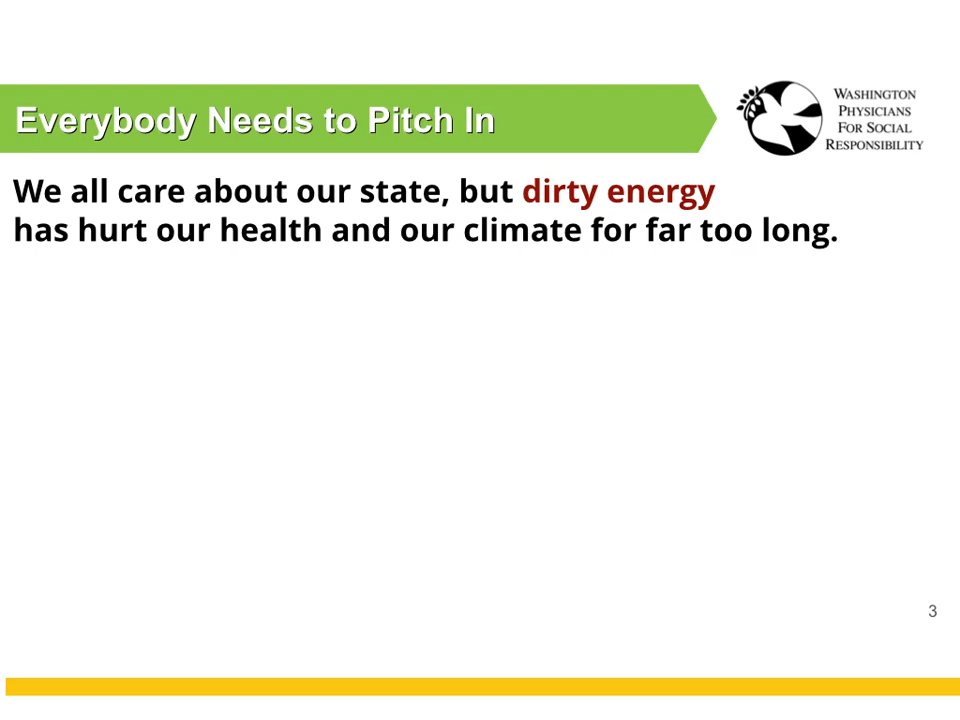 Everybody Needs to Pitch In
WASHINGTON
PHYSICIANS
FOR SOCIAL
RESPONSIBILITY
We all care about our state, but dirty energy
has hurt our health and our climate for far too long.
3